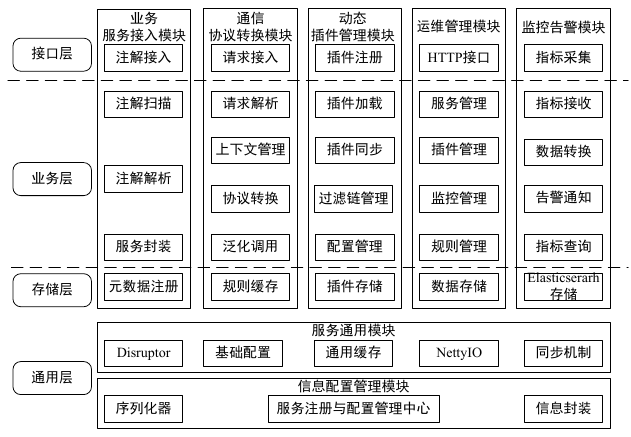 业务
服务接入模块
通信
协议转换模块
动态
插件管理模块
运维管理模块
监控告警模块
接口层
注解接入
请求接入
插件注册
HTTP接口
指标采集
业务层
注解扫描
请求解析
插件加载
服务管理
指标接收
上下文管理
插件同步
插件管理
数据转换
注解解析
协议转换
过滤链管理
监控管理
告警通知
服务封装
泛化调用
配置管理
规则管理
指标查询
存储层
元数据注册
规则缓存
插件存储
数据存储
Elasticserarh
存储
通用层
服务通用模块
Disruptor
基础配置
通用缓存
NettyIO
同步机制
信息配置管理模块
序列化器
服务注册与配置管理中心
信息封装